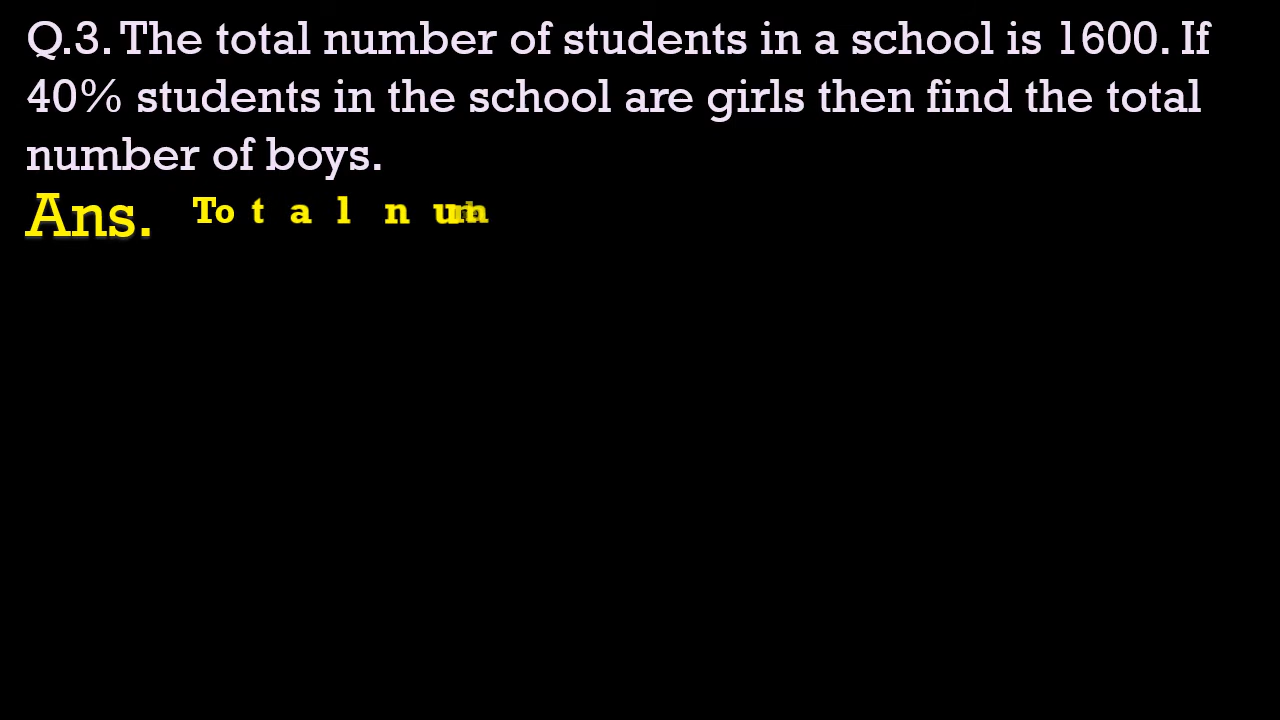 Q.3. The total number of students in a school is 1600. If
40% students in the school are girls then find the total
number of boys.
Ans. Total